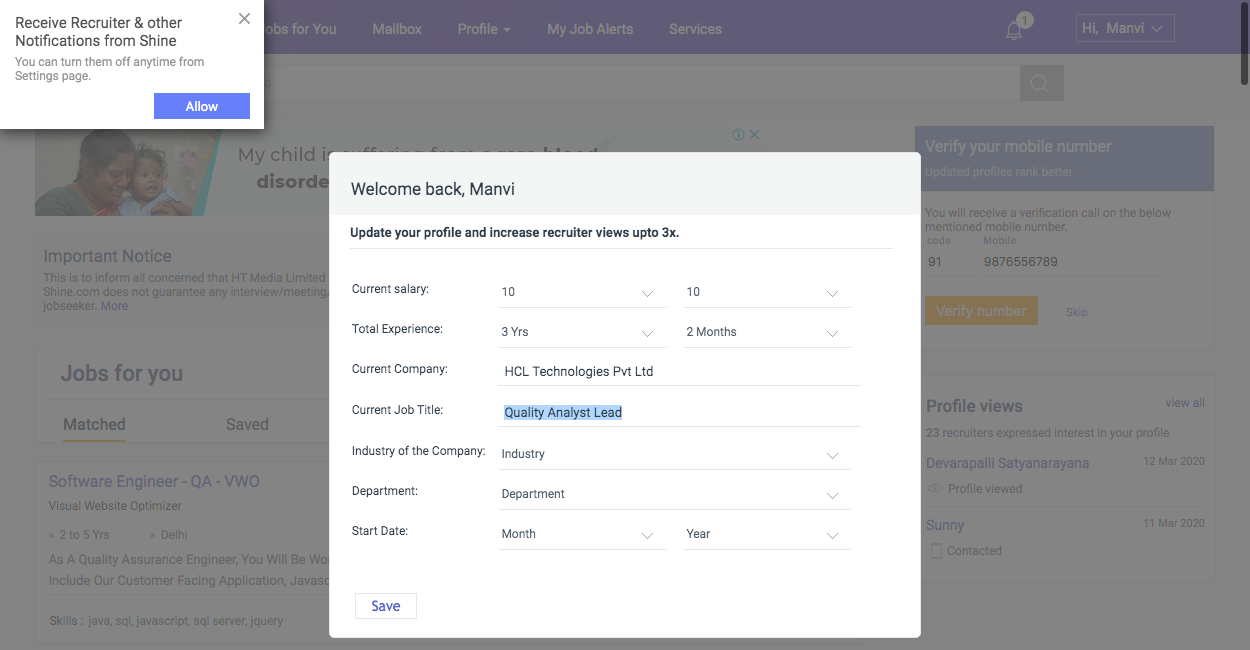 Receive Recruiter & other
Notifications from Shine
You can turn them off anytime from
Settings page.
Allow
Jobs for You
Mailbox
Profile
My Job Alerts
Services
1
Hi, Manvi
My child is suffering from a rare blood
disorde
Verify your mobile number
Updated profiles rank better
You will receive a verification call on the below
mentioned mobile number.
code Mobile
91 9876556789
Verify number Skip
Important Notice
This is to inform all concerned that HT Media Limited
Shine.com does not guarantee any interview/meeting/
jobseeker. More
Jobs for you
Matched Saved
Software Engineer - QA - VWO
Visual Website Optimizer
2 to 5 Yrs Delhi
As A Quality Assurance Engineer, You Will Be Wo
Include Our Customer Facing Application, Javasc
Skills : java, sql, javascript, sql server, jquery
Welcome back, Manvi
Update your profile and increase recruiter views upto 3x.
Current salary: 10 10
Total Experience: 3 Yrs 2 Months
Current Company: HCL Technologies Pvt Ltd
Current Job Title: Quality Analyst Lead
Industry of the Company: Industry
Department: Department
Start Date: Month Year
Save
Profile views view all
23 recruiters expressed interest in your profile
Devarapalli Satyanarayana 12 Mar 2020
Profile viewed
Sunny 11 Mar 2020
Contacted